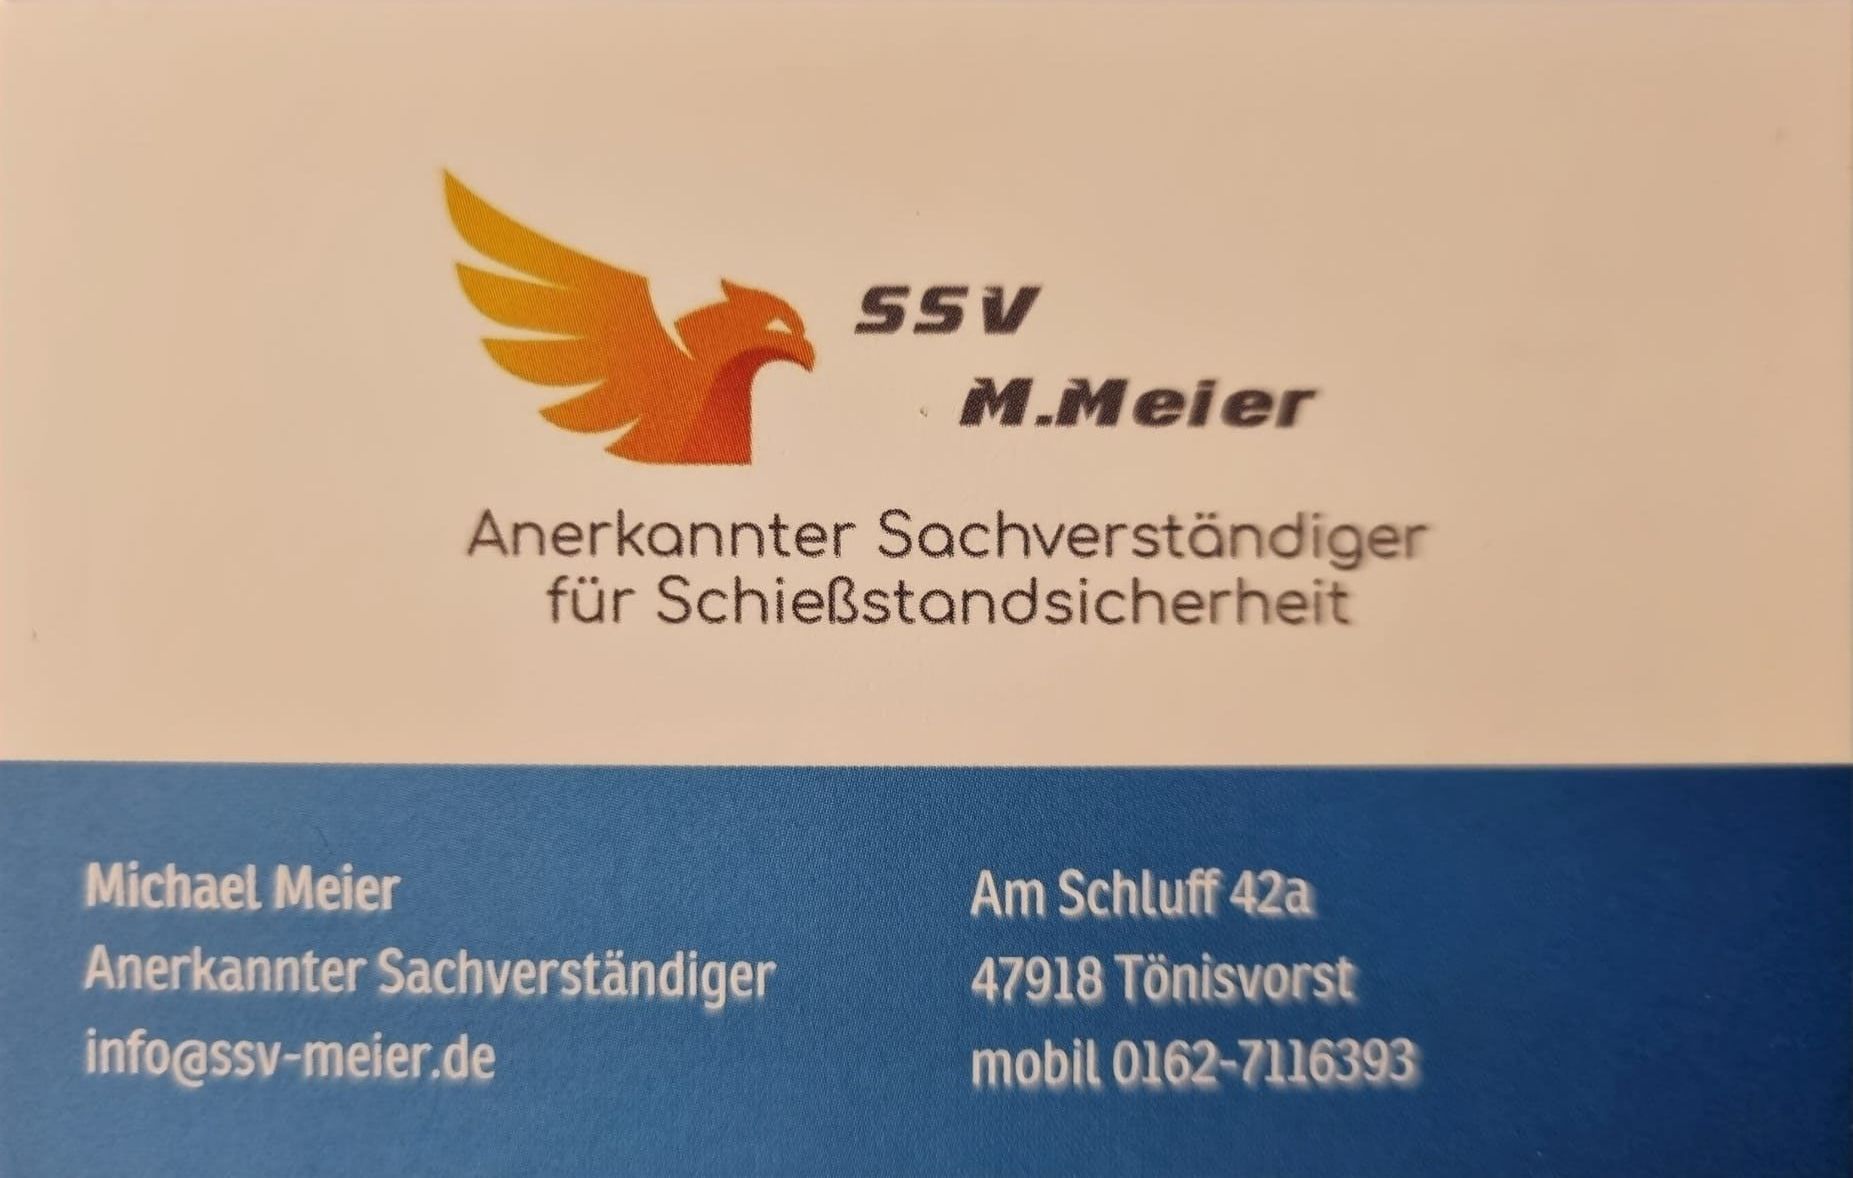 SSV
M.Meier
Anerkannter Sachverständiger
für Schießstandsicherheit
Michael Meier
Anerkannter Sachverständiger
info@ssv-meier.de
Am Schluff 42a
47918 Tönisvorst
mobil 0162-7116393